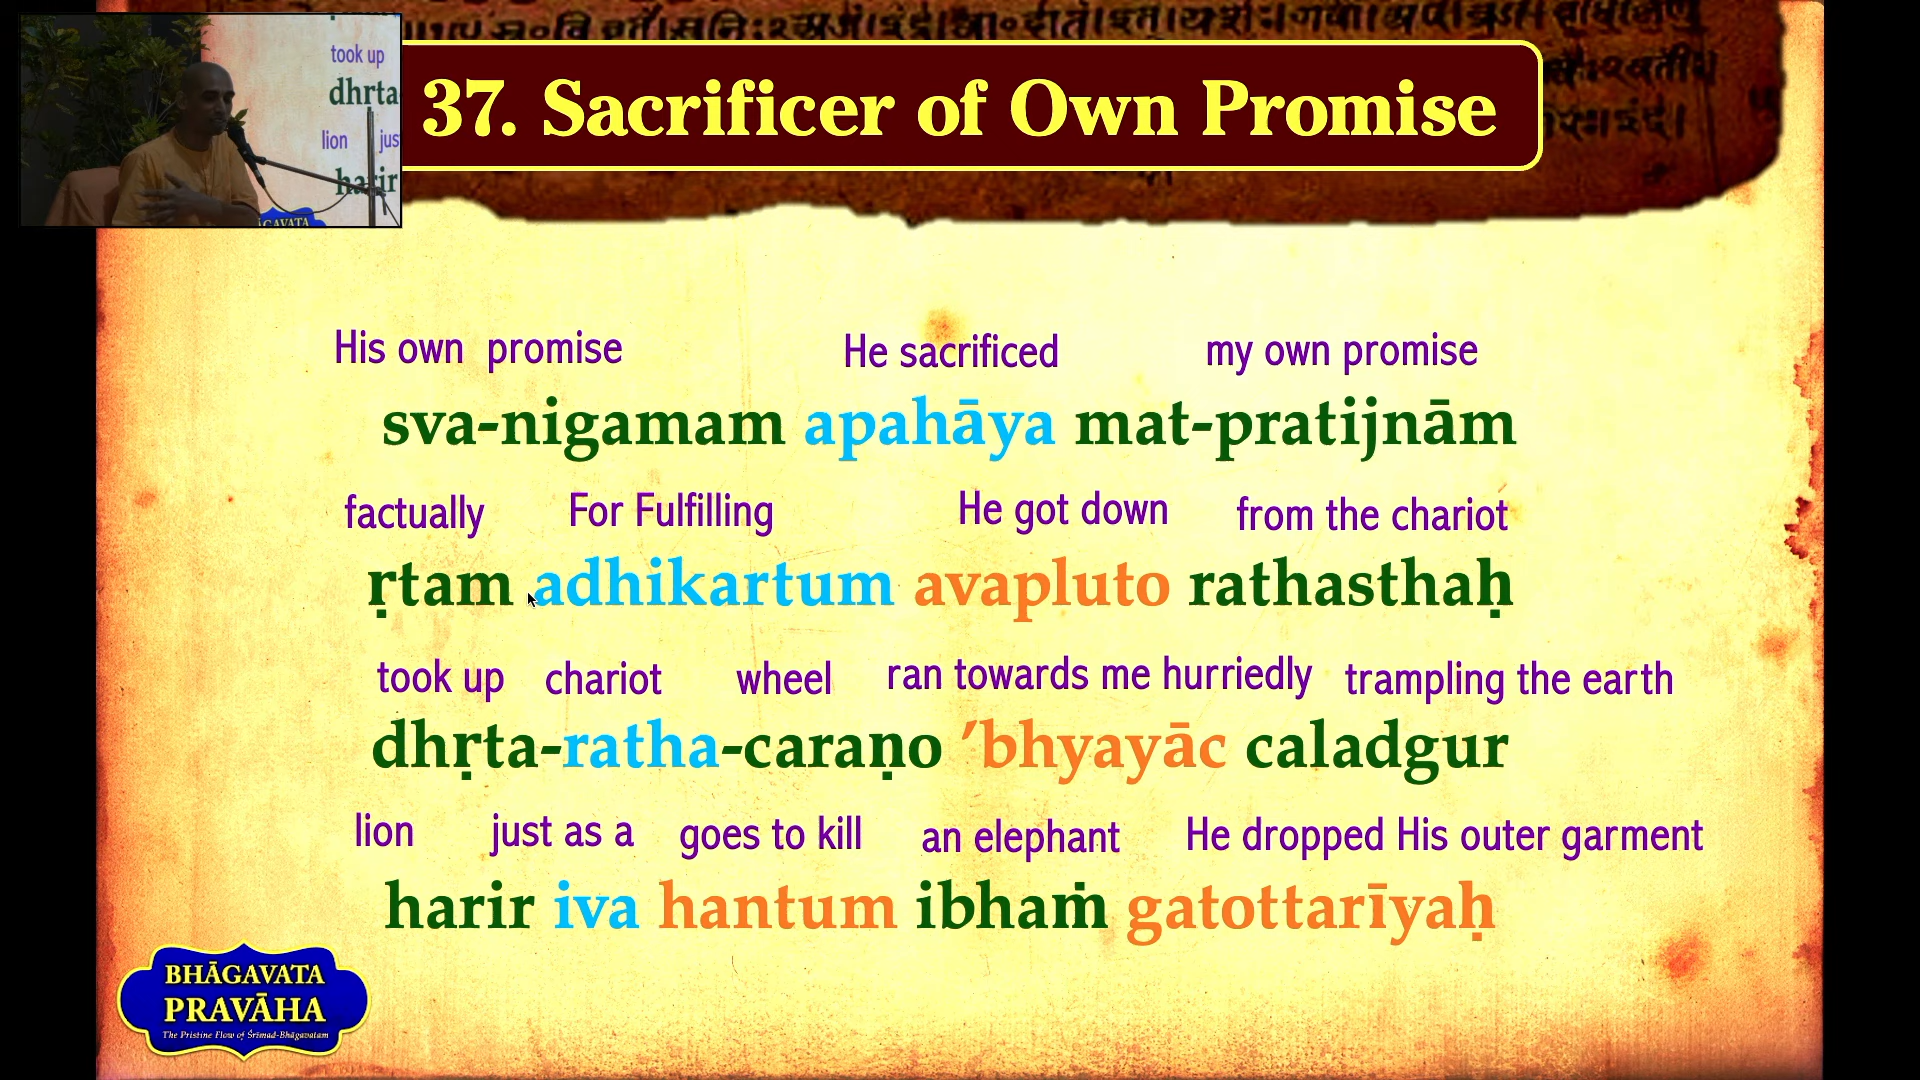 took up
dhrta
lion jus
harir
GAVATA
37. Sacrificer of Own Promise
His own promise He sacrificed my own promise
sva-nigamam apahāya mat-pratijnām
factually For Fulfilling He got down from the chariot
ṛtam adhikartum avapluto rathasthaḥ
took up chariot wheel ran towards me hurriedly trampling the earth
dhṛta-ratha-caraṇo ’bhyayāc caladgur
lion just as a goes to kill an elephant He dropped His outer garment
harir iva hantum ibhaṁ gatottarīyaḥ
BHĀGAVATA
PRAVĀHA
The Pristine Flow of Śrīmad-Bhāgavatam